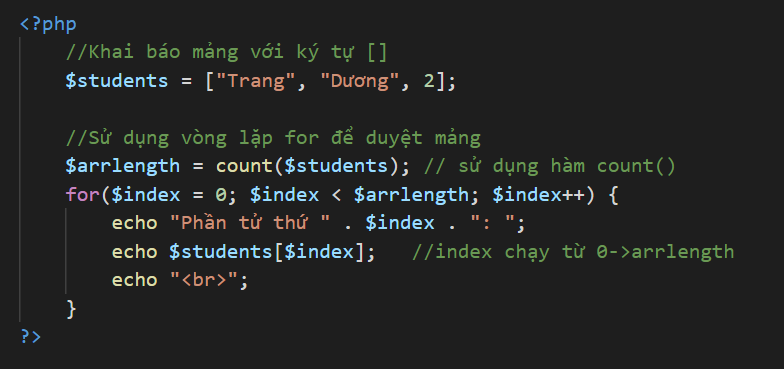 <?php
    //Khai báo mảng với ký tự []
    $students = ["Trang", "Dương", 2];

    //Sử dụng vòng lặp for để duyệt mảng
    $arrlength = count($students); // sử dụng hàm count()
    for($index = 0; $index < $arrlength; $index++) {
        echo "Phần tử thứ " . $index . ": ";
        echo $students[$index];   //index chạy từ 0->arrlength
        echo "<br>";
    }
?>